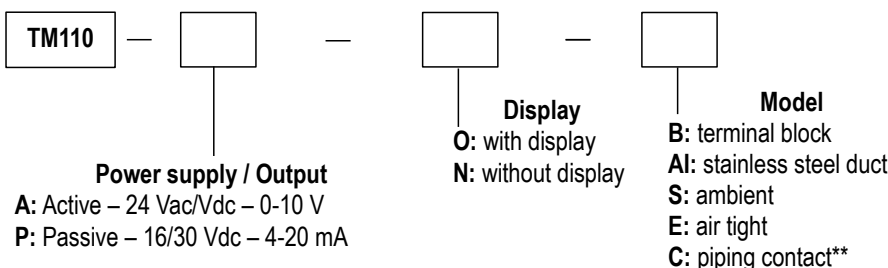 TM110 — — —
Power supply / Output
A: Active – 24 Vac/Vdc – 0-10 V
P: Passive – 16/30 Vdc – 4-20 mA
Display
O: with display
N: without display
Model
B: terminal block
AI: stainless steel duct
S: ambient
E: air tight
C: piping contact**